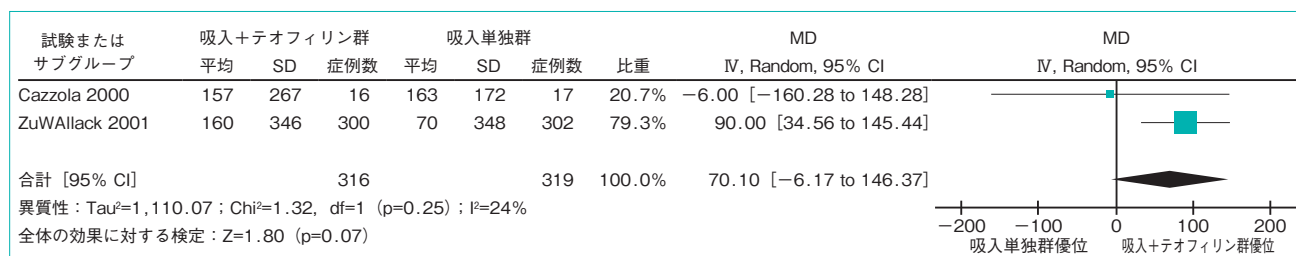 試験または 吸入+テオフィリン群 吸入単独群 MD MD
サブグループ 平均 SD 症例数 平均 SD 症例数 比重 Ⅳ, Random, 95% CI Ⅳ, Random, 95% CI
Cazzola 2000 157 267 16 163 172 17 20.7% −6.00 [−160.28 to 148.28]
ZuWAllack 2001 160 346 300 70 348 302 79.3% 90.00 [34.56 to 145.44]
合計 [95% CI] 316 319 100.0% 70.10 [−6.17 to 146.37]
異質性:Tau²=1,110.07;Chi²=1.32, df=1 (p=0.25);I²=24%
全体の効果に対する検定:Z=1.80 (p=0.07)
−200 −100 0 100 200
吸入単独群優位 吸入+テオフィリン群優位